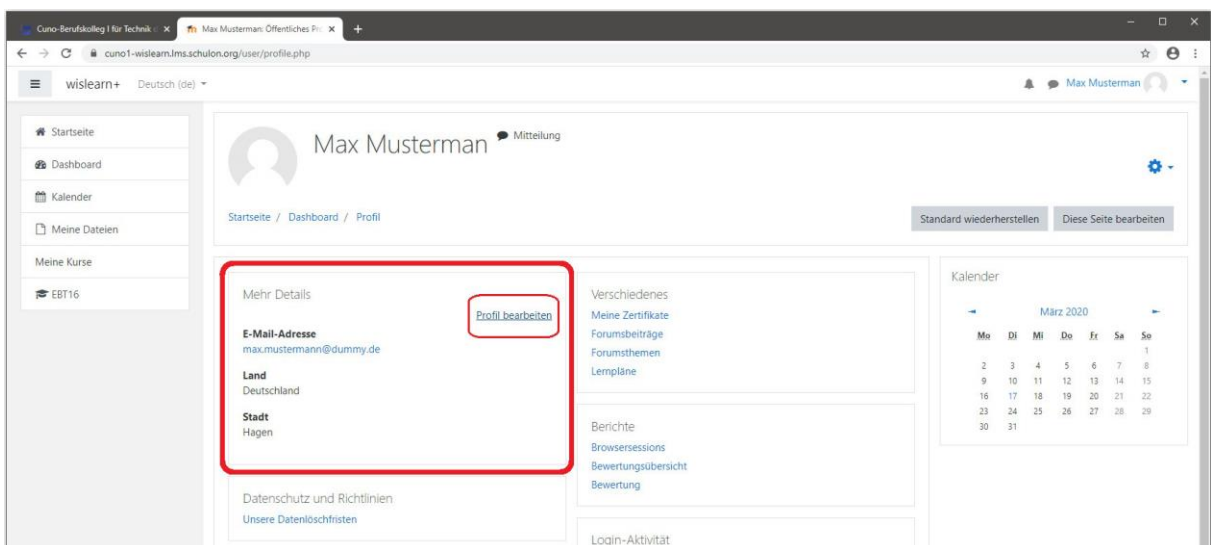 Cuno-Berufskolleg I für Technik
Max Musterman: Öffentliches
cuno1-wislearn.lms.schulon.org/user/profile.php
wislearn+ Deutsch (de)
Max Musterman
Startseite
Dashboard
Kalender
Meine Dateien
Meine Kurse
EBT16
Max Musterman Mitteilung
Startseite / Dashboard / Profil
Standard wiederherstellen Diese Seite bearbeiten
Mehr Details
Profil bearbeiten
E-Mail-Adresse
max.mustermann@dummy.de
Land
Deutschland
Stadt
Hagen
Datenschutz und Richtlinien
Unsere Datenlöschfristen
Verschiedenes
Meine Zertifikate
Forumsbeiträge
Forumsthemen
Lernpläne
Berichte
Browsersessions
Bewertungsübersicht
Bewertung
Login-Aktivität
Kalender
März 2020
Mo Di Mi Do Fr Sa So
1
2 3 4 5 6 7 8
9 10 11 12 13 14 15
16 17 18 19 20 21 22
23 24 25 26 27 28 29
30 31